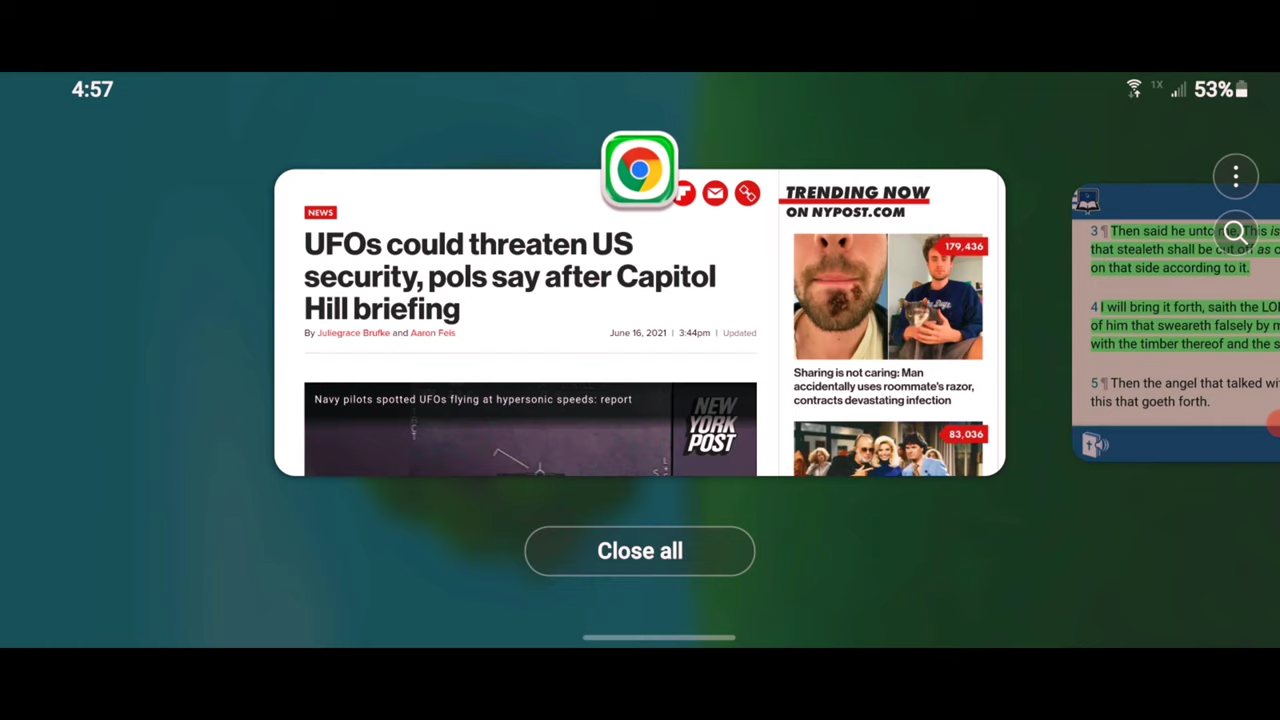 4:57
1X
53%
NEWS
UFOs could threaten US
security, pols say after Capitol
Hill briefing
By Juliegrace Brufke and Aaron Feis
June 16, 2021 | 3:44pm | Updated
Navy pilots spotted UFOs flying at hypersonic speeds: report
NEW
YORK
POST
TRENDING NOW
ON NYPOST.COM
179,436
Sharing is not caring: Man
accidentally uses roommate's razor,
contracts devastating infection
83,036
3 ¶ Then said he unto me, This is
that stealeth shall be cut off as
on that side according to it.
4 I will bring it forth, saith the LO
of him that sweareth falsely by m
with the timber thereof and the s
5 ¶ Then the angel that talked wi
this that goeth forth.
Close all